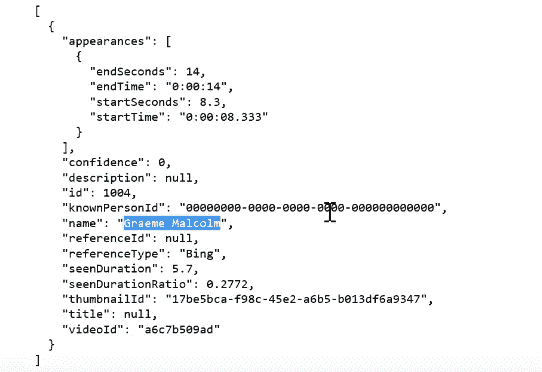 [
{
"appearances": [
{
"endSeconds": 14,
"endTime": "0:00:14",
"startSeconds": 8.3,
"startTime": "0:00:08.333"
}
],
"confidence": 0,
"description": null,
"id": 1004,
"knownPersonId": "00000000-0000-0000-0000-000000000000",
"name": "Graeme Malcolm",
"referenceId": null,
"referenceType": "Bing",
"seenDuration": 5.7,
"seenDurationRatio": 0.2772,
"thumbnailId": "17be5bca-f98c-45e2-a6b5-b013df6a9347",
"title": null,
"videoId": "a6c7b509ad"
}
]